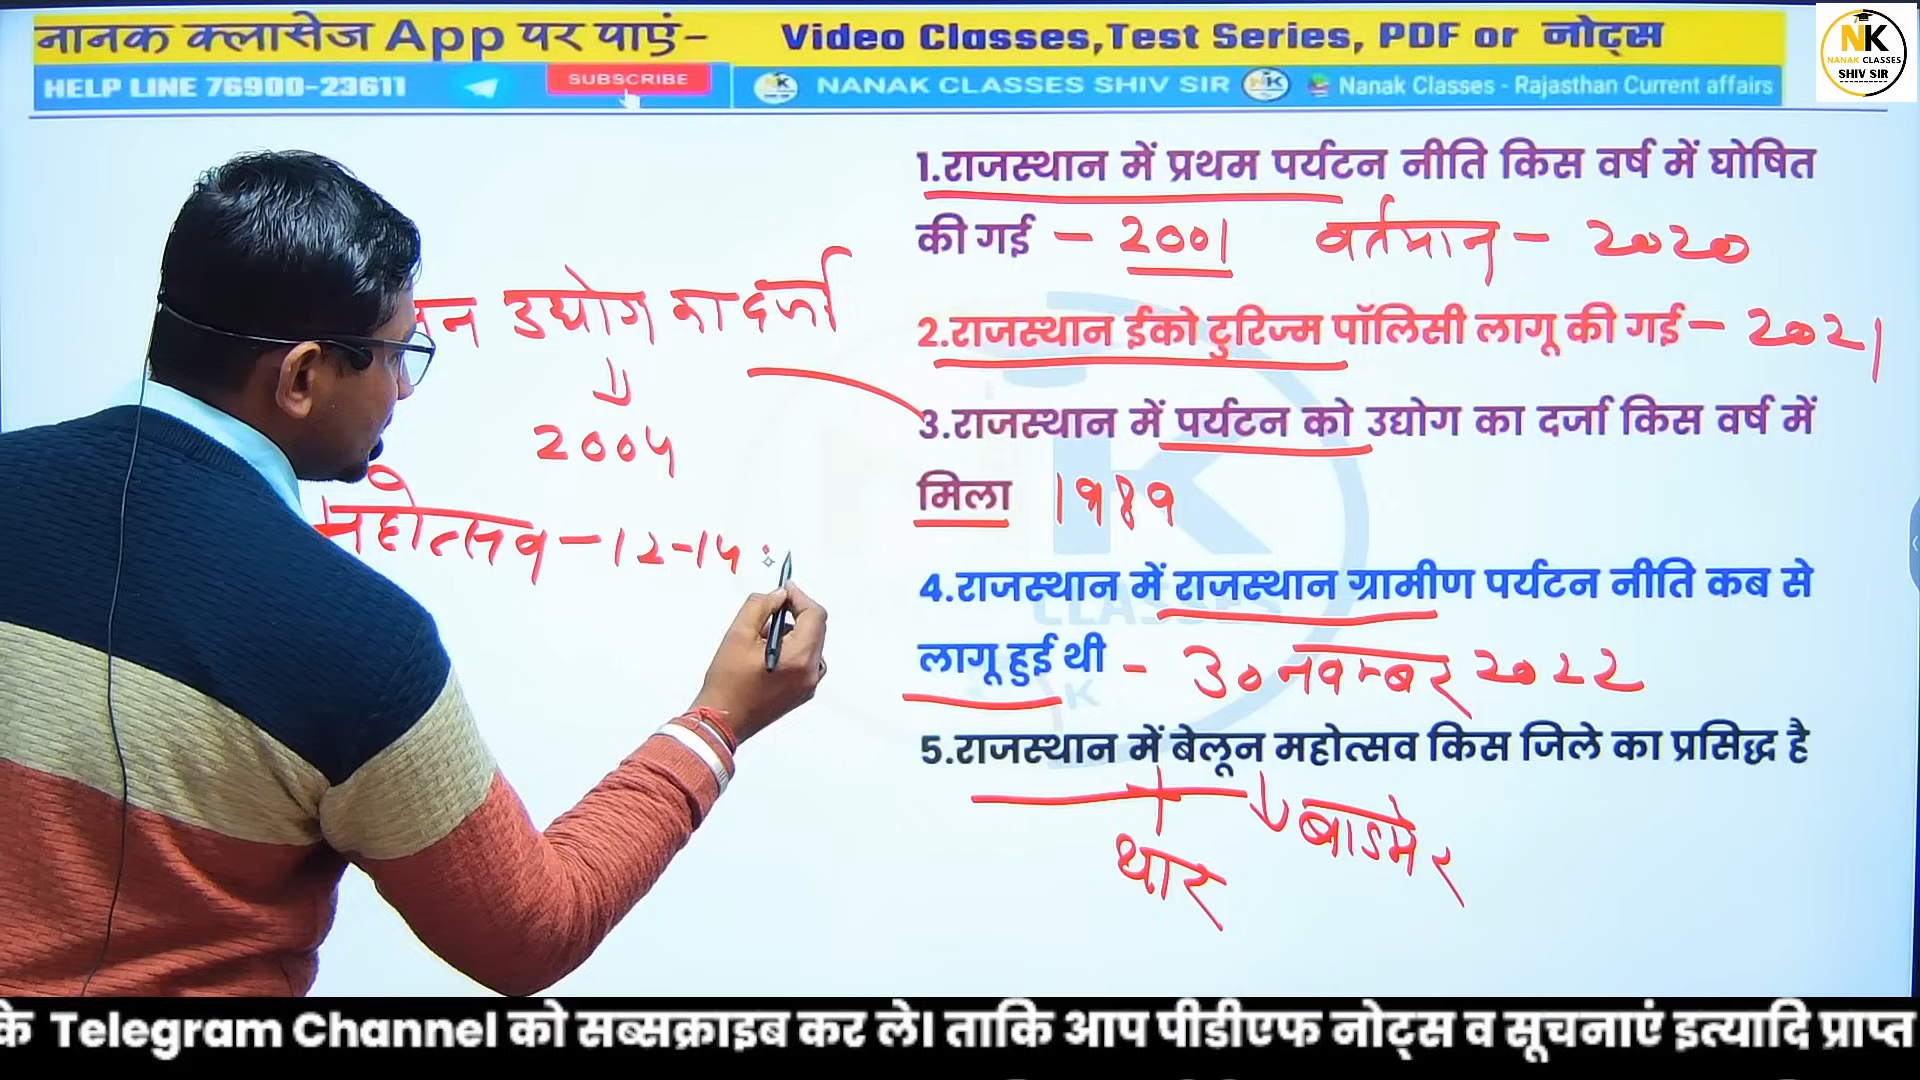 नानक क्लासेज App पर पाएं- Video Classes,Test Series, PDF or नोट्स
HELP LINE 76900-23611 SUBSCRIBE NANAK CLASSES SHIV SIR Nanak Classes - Rajasthan Current affairs
NK
NANAK CLASSES
SHIV SIR
उद्योग का दर्जा
2004
महोत्सव - 12-14
1.राजस्थान में प्रथम पर्यटन नीति किस वर्ष में घोषित
की गई - 2001 वर्तमान - 2020
2.राजस्थान ईको टुरिज्म पॉलिसी लागू की गई - 2021
3.राजस्थान में पर्यटन को उद्योग का दर्जा किस वर्ष में
मिला 1989
4.राजस्थान में राजस्थान ग्रामीण पर्यटन नीति कब से
लागू हुई थी - 30 नवम्बर 2022
5.राजस्थान में बेलून महोत्सव किस जिले का प्रसिद्ध है
थार बाडमेर
के Telegram Channel को सब्सक्राइब कर ले। ताकि आप पीडीएफ नोट्स व सूचनाएं इत्यादि प्राप्त